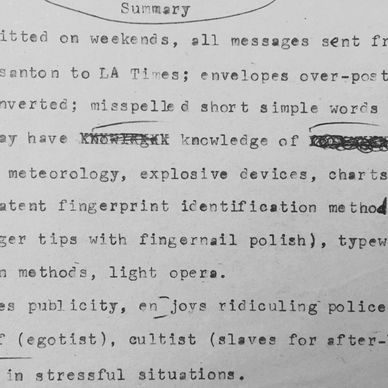 Summary
itted on weekends, all messages sent fr
santon to LA Times; envelopes over-post
nverted; misspelled short simple words
ay have knowledge of
meteorology, explosive devices, charts
atent fingerprint identification method
ger tips with fingernail polish), typew
n methods, light opera.
es publicity, en joys ridiculing police
f (egotist), cultist (slaves for after-
in stressful situations.